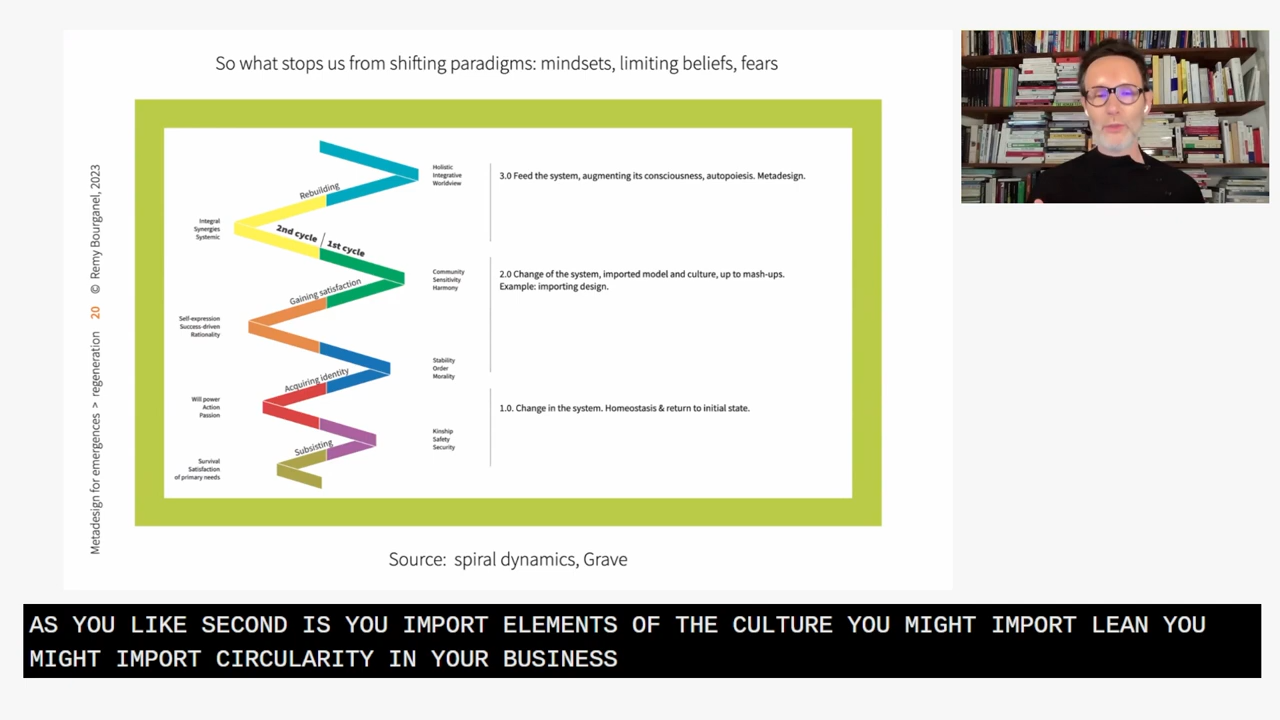 So what stops us from shifting paradigms: mindsets, limiting beliefs, fears
Metadesign for emergences > regeneration 20 © Remy Bourganel, 2023
Holistic
Integrative
Worldview
3.0 Feed the system, augmenting its consciousness, autopoiesis. Metadesign.
Rebuilding
Integral
Synergies
Systemic
2nd cycle / 1st cycle
Community
Sensitivity
Harmony
2.0 Change of the system, imported model and culture, up to mash-ups.
Example: importing design.
Gaining satisfaction
Self-expression
Success-driven
Rationality
Stability
Order
Morality
Acquiring identity
Will power
Action
Passion
1.0. Change in the system. Homeostasis & return to initial state.
Kinship
Safety
Security
Subsisting
Survival
Satisfaction
of primary needs
Source: spiral dynamics, Grave
AS YOU LIKE SECOND IS YOU IMPORT ELEMENTS OF THE CULTURE YOU MIGHT IMPORT LEAN YOU
MIGHT IMPORT CIRCULARITY IN YOUR BUSINESS